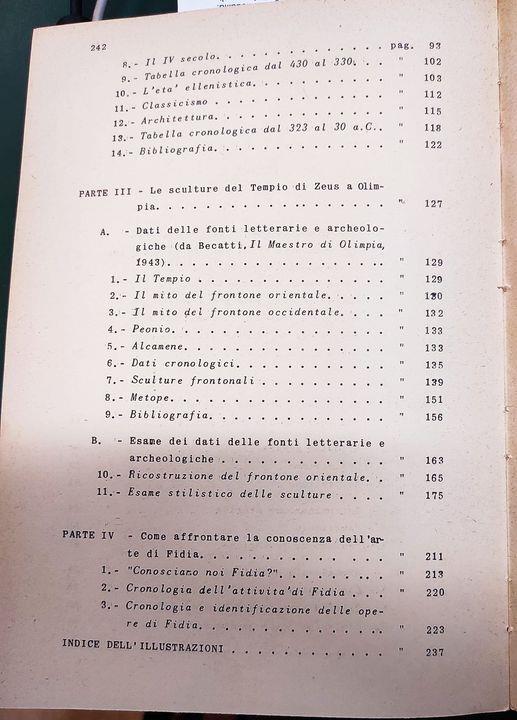 242
8.- Il IV secolo. . . . . . . . . . . . . . pag. 93
9.- Tabella cronologica dal 430 al 330. . . " 102
10.- L'eta' ellenistica. . . . . . . . . . . " 103
11.- Classicismo . . . . . . . . . . . . . . " 112
12.- Architettura. . . . . . . . . . . . . . " 115
13.- Tabella cronologica dal 323 al 30 a.C.. " 118
14.- Bibliografia. . . . . . . . . . . . . . " 122
PARTE III - Le sculture del Tempio di Zeus a Olim-
pia. . . . . . . . . . . . . . . . . . " 127
A. - Dati delle fonti letterarie e archeolo-
giche (da Becatti, Il Maestro di Olimpia,
1943). . . . . . . . . . . . . . . . . " 129
1.- Il Tempio . . . . . . . . . . . . . . . " 129
2.- Il mito del frontone orientale. . . . . " 130
3.- Il mito del frontone occidentale. . . . " 132
4.- Peonio. . . . . . . . . . . . . . . . . " 133
5.- Alcamene. . . . . . . . . . . . . . . . " 133
6.- Dati cronologici. . . . . . . . . . . . " 135
7.- Sculture frontonali . . . . . . . . . . " 139
8.- Metope. . . . . . . . . . . . . . . . . " 151
9.- Bibliografia. . . . . . . . . . . . . . " 156
B. - Esame dei dati delle fonti letterarie e
archeologiche . . . . . . . . . . . . . " 163
10.- Ricostruzione del frontone orientale. . " 165
11.- Esame stilistico delle sculture . . . . " 175
PARTE IV - Come affrontare la conoscenza dell'ar-
te di Fidia. . . . . . . . . . . . . . " 211
1.- "Conosciamo noi Fidia?". . . . . . . . . " 213
2.- Cronologia dell'attivita'di Fidia . . . " 220
3.- Cronologia e identificazione delle ope-
re di Fidia. . . . . . . . . . . . . . " 223
INDICE DELL'ILLUSTRAZIONI . . . . . . . . . . . . " 237